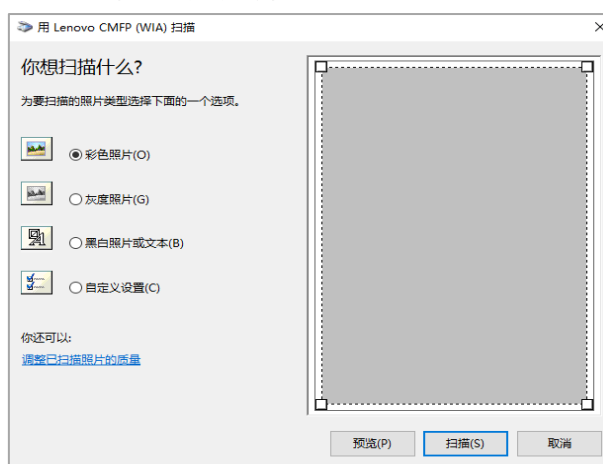 用 Lenovo CMFP (WIA) 扫描
你想扫描什么?
为要扫描的照片类型选择下面的一个选项。
彩色照片(O)
灰度照片(G)
黑白照片或文本(B)
自定义设置(C)
你还可以:
调整已扫描照片的质量
预览(P) 扫描(S) 取消